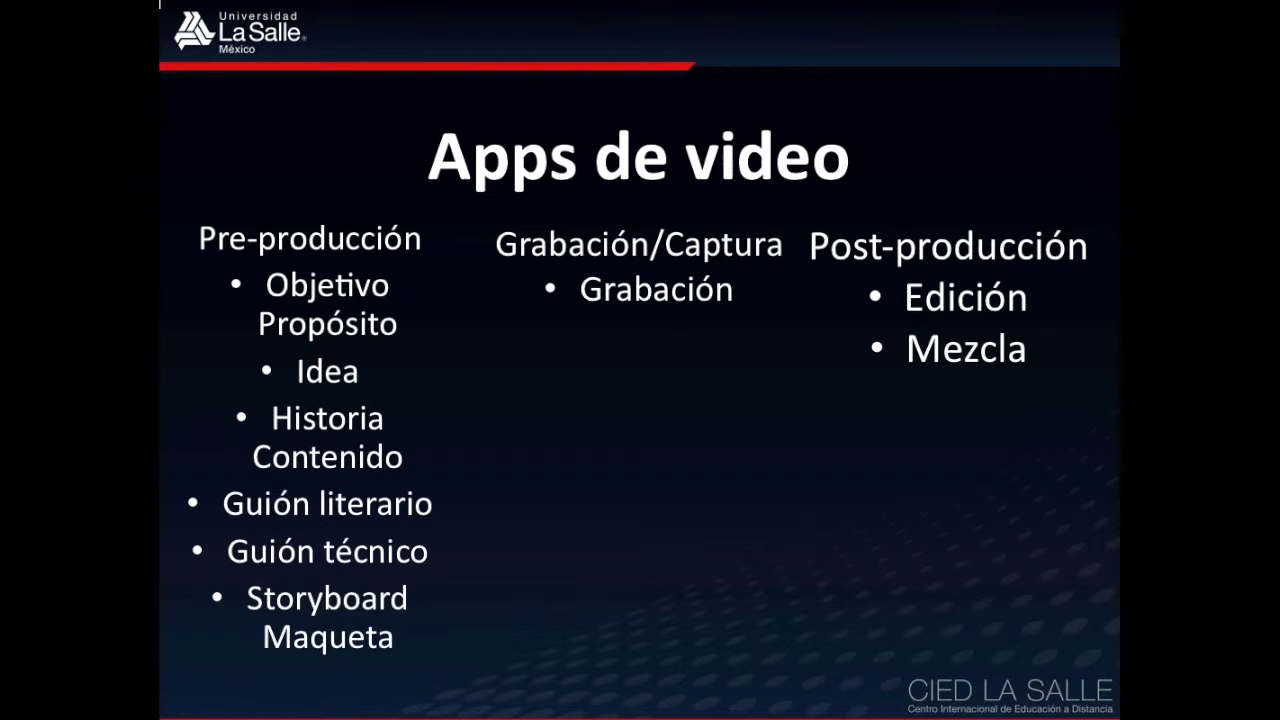 Universidad
La Salle®
México
Apps de video
Pre-producción
• Objetivo
Propósito
• Idea
• Historia
Contenido
• Guión literario
• Guión técnico
• Storyboard
Maqueta
Grabación/Captura
• Grabación
Post-producción
• Edición
• Mezcla
CIED LA SALLE
Centro Internacional de Educación a Distancia